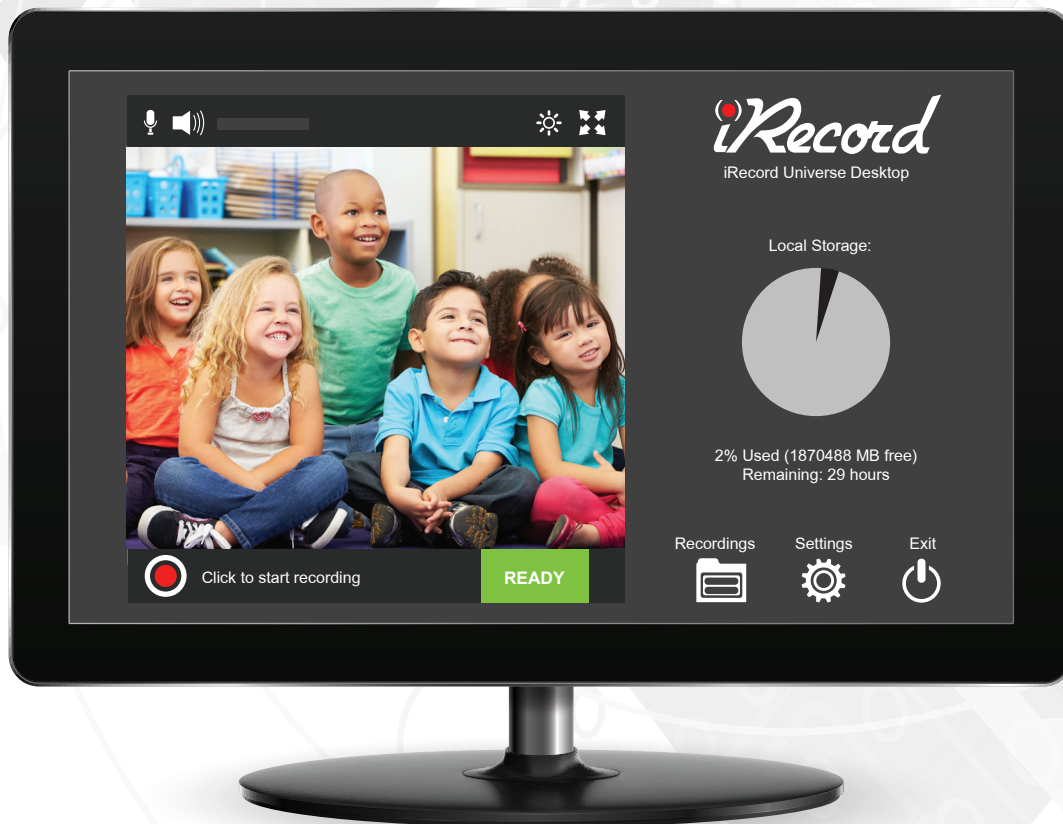 iRecord
iRecord Universe Desktop
Local Storage:
2% Used (1870488 MB free)
Remaining: 29 hours
Recordings Settings Exit
Click to start recording READY